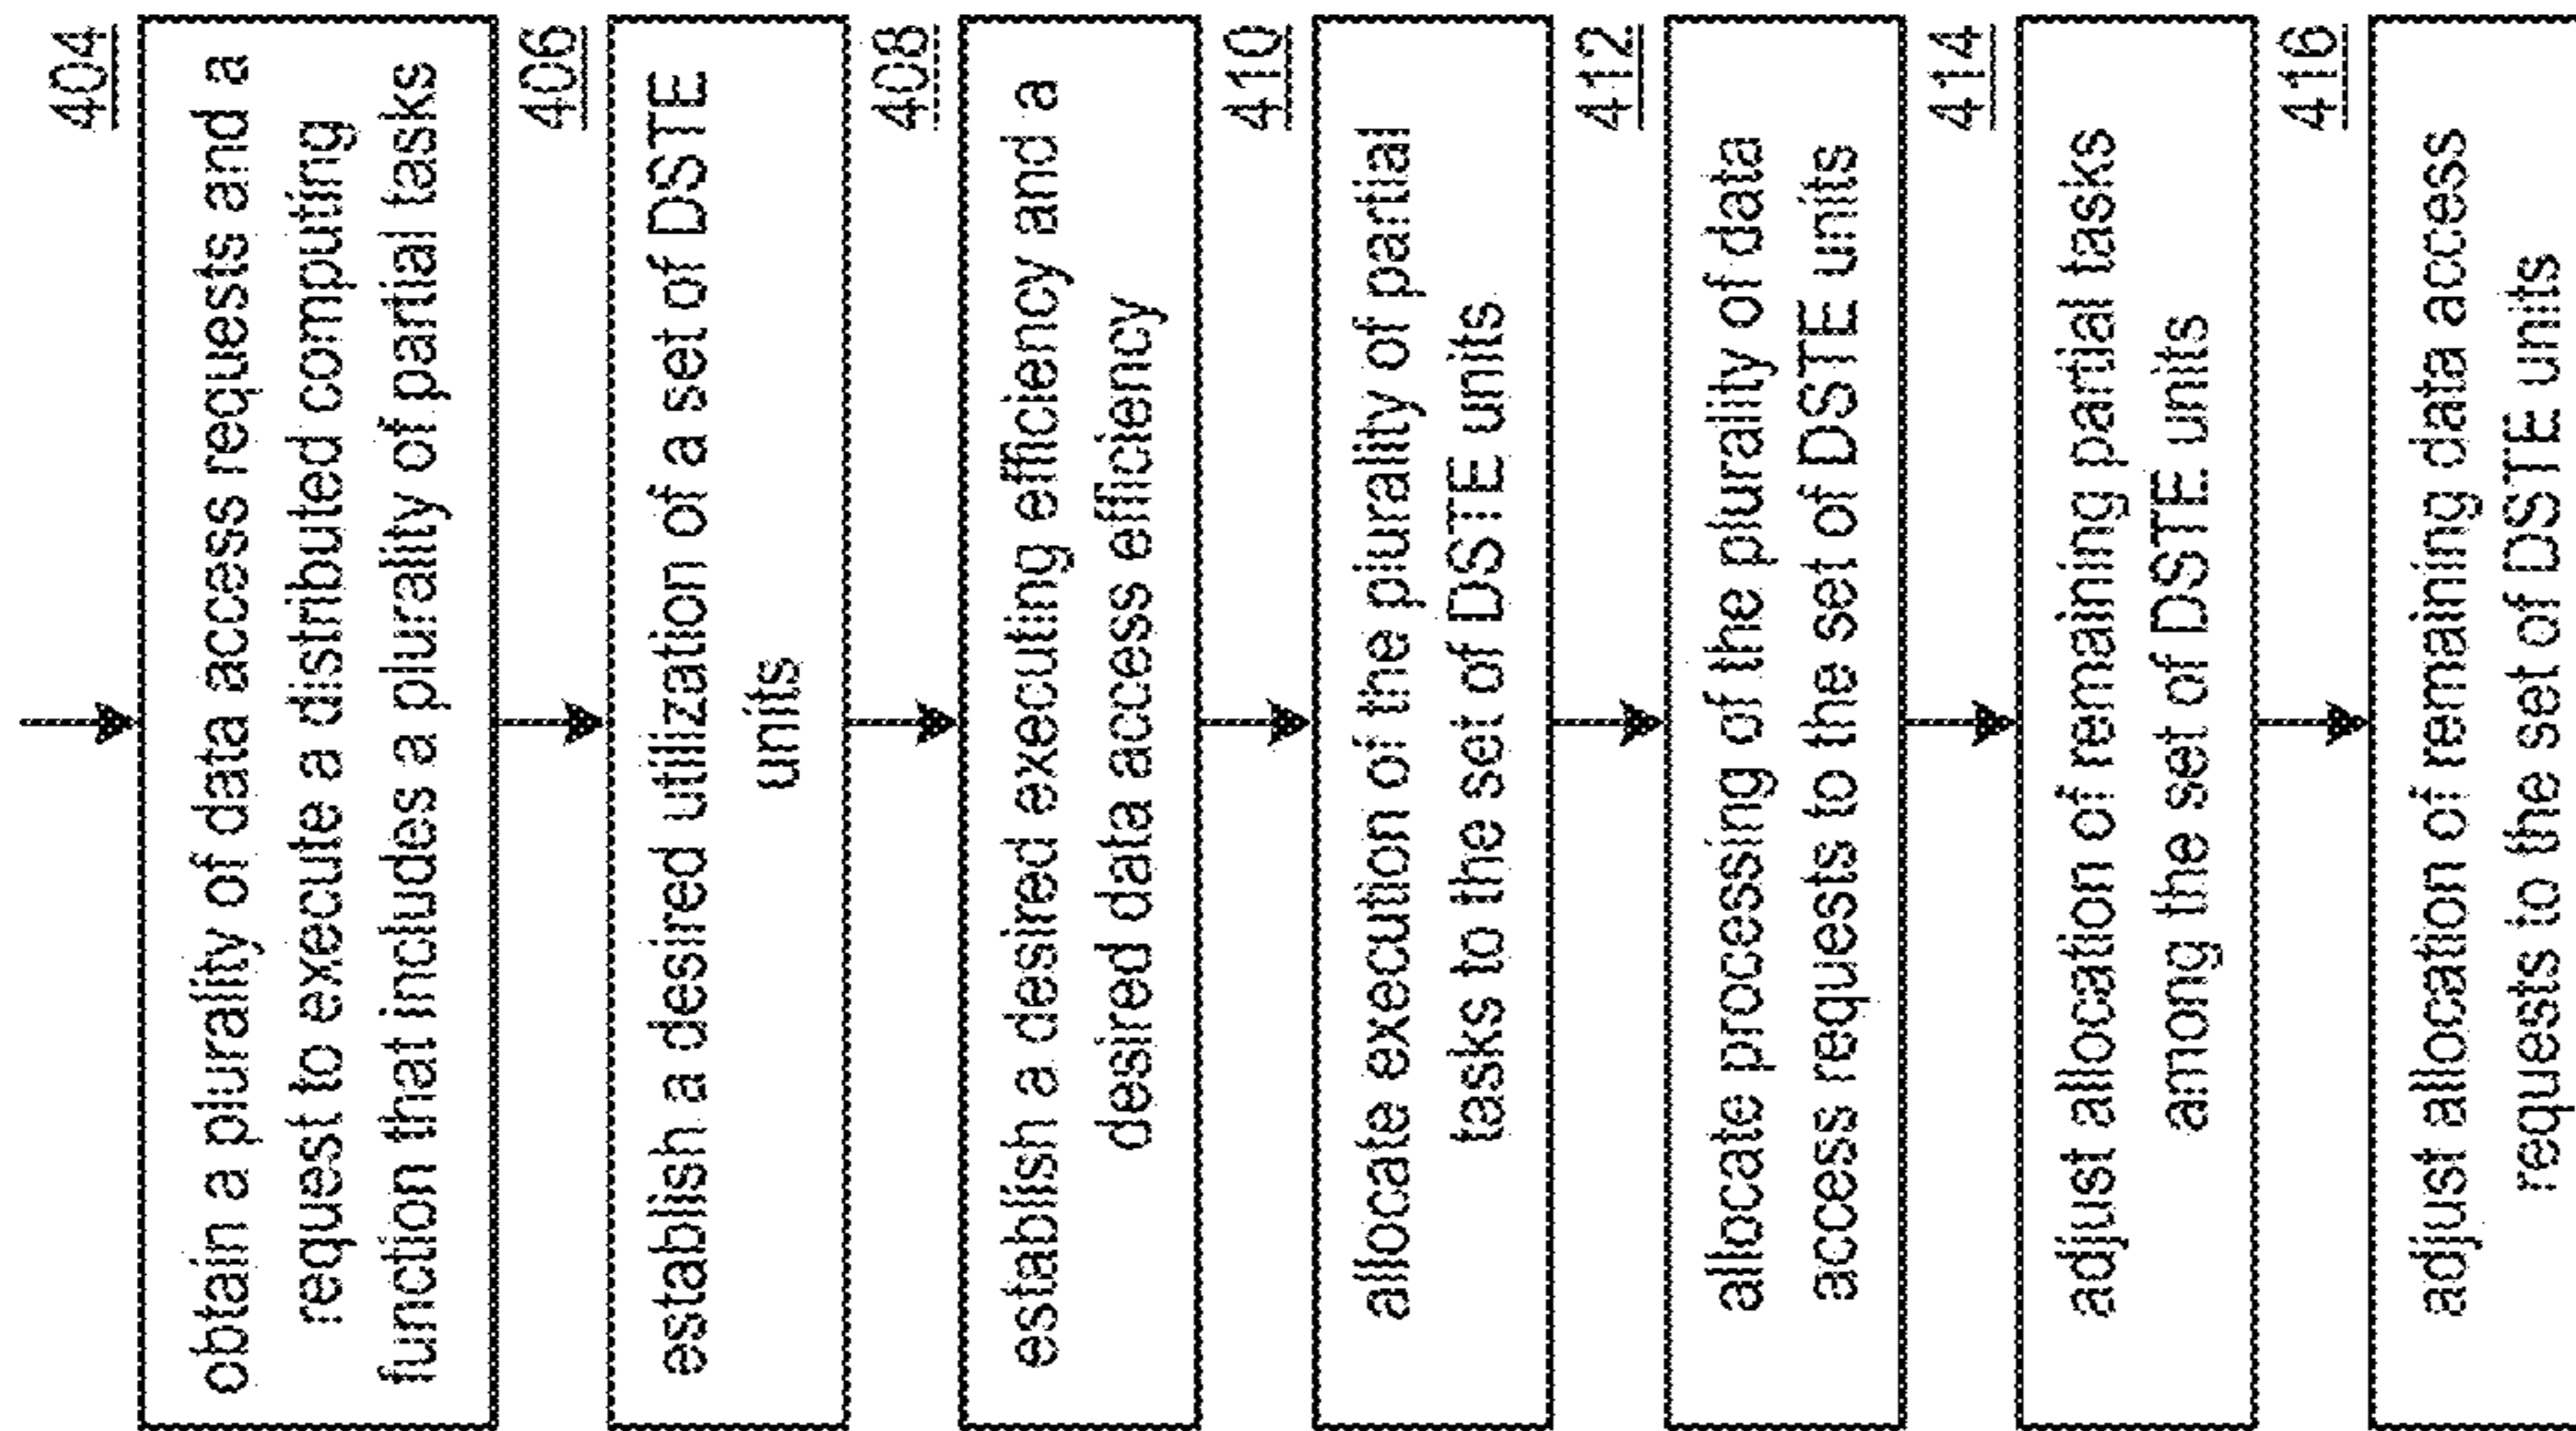 404
obtain a plurality of data access requests and a
request to execute a distributed computing
function that includes a plurality of partial tasks
406
establish a desired utilization of a set of DSTE
units
408
establish a desired executing efficiency and a
desired data access efficiency
410
allocate execution of the plurality of partial
tasks to the set of DSTE units
412
allocate processing of the plurality of data
access requests to the set of DSTE units
414
adjust allocation of remaining partial tasks
among the set of DSTE units
416
adjust allocation of remaining data access
requests to the set of DSTE units